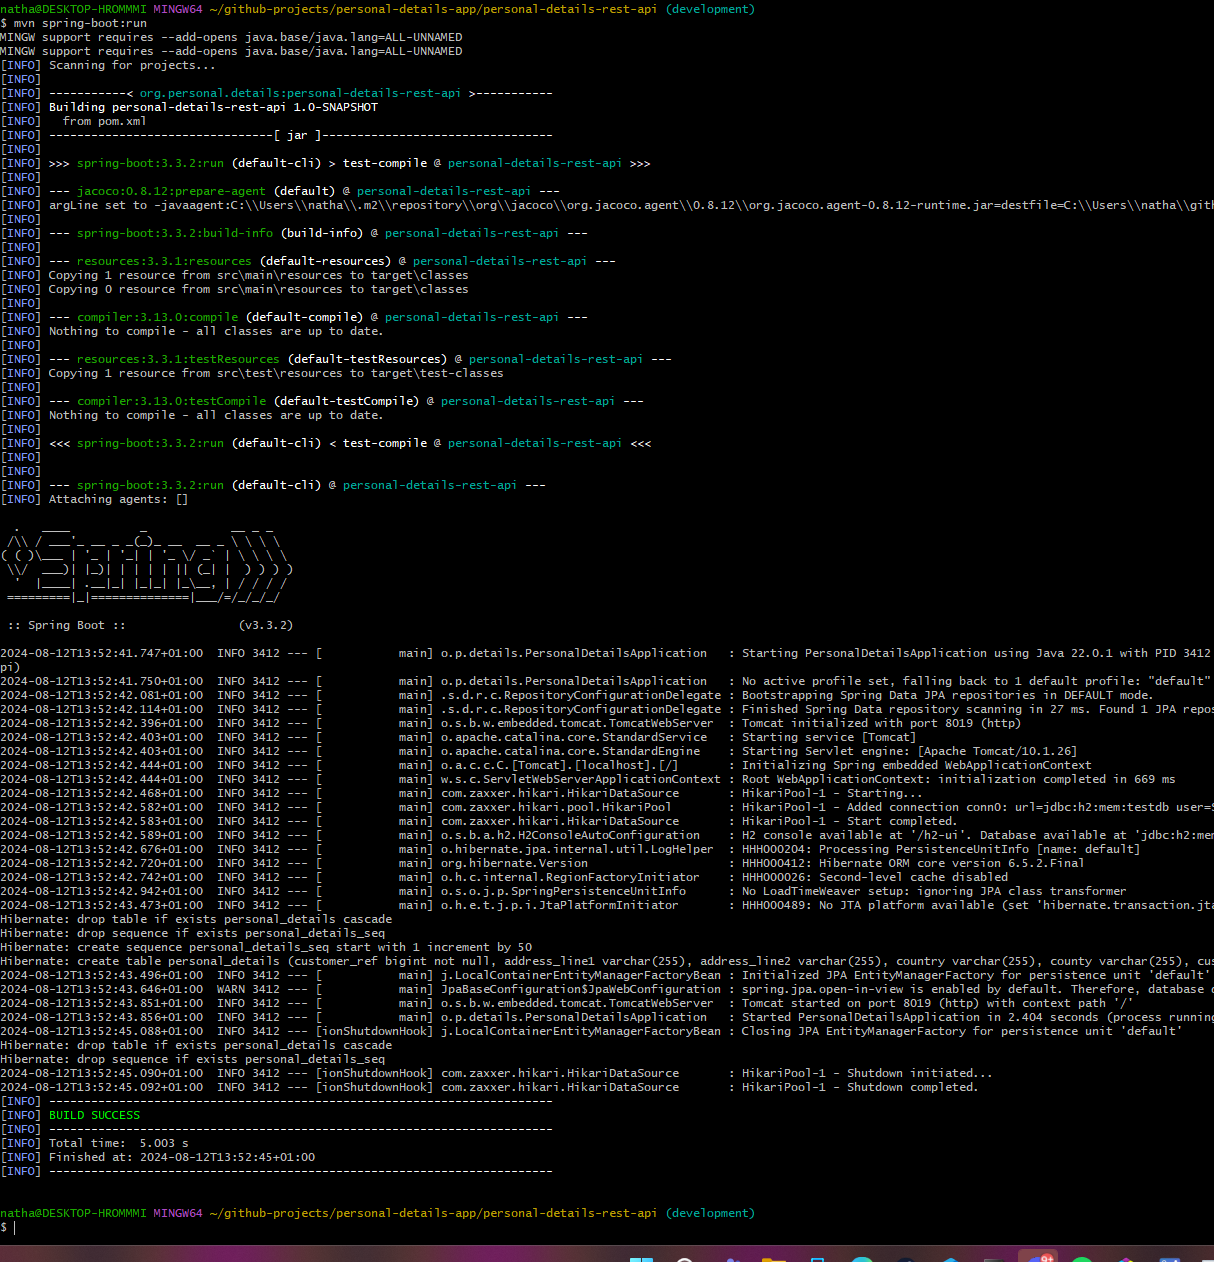 natha@DESKTOP-HROMMMI MINGW64 ~/github-projects/personal-details-app/personal-details-rest-api (development)
$ mvn spring-boot:run
MINGW support requires --add-opens java.base/java.lang=ALL-UNNAMED
MINGW support requires --add-opens java.base/java.lang=ALL-UNNAMED
[INFO] Scanning for projects...
[INFO]
[INFO] -----------< org.personal.details:personal-details-rest-api >-----------
[INFO] Building personal-details-rest-api 1.0-SNAPSHOT
[INFO]   from pom.xml
[INFO] --------------------------------[ jar ]---------------------------------
[INFO]
[INFO] >>> spring-boot:3.3.2:run (default-cli) > test-compile @ personal-details-rest-api >>>
[INFO]
[INFO] --- jacoco:0.8.12:prepare-agent (default) @ personal-details-rest-api ---
[INFO] argLine set to -javaagent:C:\\Users\\natha\\.m2\\repository\\org\\jacoco\\org.jacoco.agent\\0.8.12\\org.jacoco.agent-0.8.12-runtime.jar=destfile=C:\\Users\\natha\\gith
[INFO]
[INFO] --- spring-boot:3.3.2:build-info (build-info) @ personal-details-rest-api ---
[INFO]
[INFO] --- resources:3.3.1:resources (default-resources) @ personal-details-rest-api ---
[INFO] Copying 1 resource from src\main\resources to target\classes
[INFO] Copying 0 resource from src\main\resources to target\classes
[INFO]
[INFO] --- compiler:3.13.0:compile (default-compile) @ personal-details-rest-api ---
[INFO] Nothing to compile - all classes are up to date.
[INFO]
[INFO] --- resources:3.3.1:testResources (default-testResources) @ personal-details-rest-api ---
[INFO] Copying 1 resource from src\test\resources to target\test-classes
[INFO]
[INFO] --- compiler:3.13.0:testCompile (default-testCompile) @ personal-details-rest-api ---
[INFO] Nothing to compile - all classes are up to date.
[INFO]
[INFO] <<< spring-boot:3.3.2:run (default-cli) < test-compile @ personal-details-rest-api <<<
[INFO]
[INFO]
[INFO] --- spring-boot:3.3.2:run (default-cli) @ personal-details-rest-api ---
[INFO] Attaching agents: []
  .   ____          _            __ _ _
 /\\ / ___'_ __ _ _(_)_ __  __ _ \ \ \ \
( ( )\___ | '_ | '_| | '_ \/ _` | \ \ \ \
 \\/  ___)| |_)| | | | | || (_| |  ) ) ) )
  '  |____| .__|_| |_|_| |_\__, | / / / /
 =========|_|==============|___/=/_/_/_/
 :: Spring Boot ::                (v3.3.2)
2024-08-12T13:52:41.747+01:00  INFO 3412 --- [           main] o.p.details.PersonalDetailsApplication   : Starting PersonalDetailsApplication using Java 22.0.1 with PID 3412
pi)
2024-08-12T13:52:41.750+01:00  INFO 3412 --- [           main] o.p.details.PersonalDetailsApplication   : No active profile set, falling back to 1 default profile: "default"
2024-08-12T13:52:42.081+01:00  INFO 3412 --- [           main] .s.d.r.c.RepositoryConfigurationDelegate : Bootstrapping Spring Data JPA repositories in DEFAULT mode.
2024-08-12T13:52:42.114+01:00  INFO 3412 --- [           main] .s.d.r.c.RepositoryConfigurationDelegate : Finished Spring Data repository scanning in 27 ms. Found 1 JPA repos
2024-08-12T13:52:42.396+01:00  INFO 3412 --- [           main] o.s.b.w.embedded.tomcat.TomcatWebServer  : Tomcat initialized with port 8019 (http)
2024-08-12T13:52:42.403+01:00  INFO 3412 --- [           main] o.apache.catalina.core.StandardService   : Starting service [Tomcat]
2024-08-12T13:52:42.403+01:00  INFO 3412 --- [           main] o.apache.catalina.core.StandardEngine    : Starting Servlet engine: [Apache Tomcat/10.1.26]
2024-08-12T13:52:42.444+01:00  INFO 3412 --- [           main] o.a.c.c.C.[Tomcat].[localhost].[/]       : Initializing Spring embedded WebApplicationContext
2024-08-12T13:52:42.444+01:00  INFO 3412 --- [           main] w.s.c.ServletWebServerApplicationContext : Root WebApplicationContext: initialization completed in 669 ms
2024-08-12T13:52:42.468+01:00  INFO 3412 --- [           main] com.zaxxer.hikari.HikariDataSource       : HikariPool-1 - Starting...
2024-08-12T13:52:42.582+01:00  INFO 3412 --- [           main] com.zaxxer.hikari.pool.HikariPool        : HikariPool-1 - Added connection conn0: url=jdbc:h2:mem:testdb user=S
2024-08-12T13:52:42.583+01:00  INFO 3412 --- [           main] com.zaxxer.hikari.HikariDataSource       : HikariPool-1 - Start completed.
2024-08-12T13:52:42.589+01:00  INFO 3412 --- [           main] o.s.b.a.h2.H2ConsoleAutoConfiguration    : H2 console available at '/h2-ui'. Database available at 'jdbc:h2:mem
2024-08-12T13:52:42.676+01:00  INFO 3412 --- [           main] o.hibernate.jpa.internal.util.LogHelper  : HHH000204: Processing PersistenceUnitInfo [name: default]
2024-08-12T13:52:42.720+01:00  INFO 3412 --- [           main] org.hibernate.Version                    : HHH000412: Hibernate ORM core version 6.5.2.Final
2024-08-12T13:52:42.742+01:00  INFO 3412 --- [           main] o.h.c.internal.RegionFactoryInitiator    : HHH000026: Second-level cache disabled
2024-08-12T13:52:42.942+01:00  INFO 3412 --- [           main] o.s.o.j.p.SpringPersistenceUnitInfo      : No LoadTimeWeaver setup: ignoring JPA class transformer
2024-08-12T13:52:43.473+01:00  INFO 3412 --- [           main] o.h.e.t.j.p.i.JtaPlatformInitiator       : HHH000489: No JTA platform available (set 'hibernate.transaction.jta
Hibernate: drop table if exists personal_details cascade
Hibernate: drop sequence if exists personal_details_seq
Hibernate: create sequence personal_details_seq start with 1 increment by 50
Hibernate: create table personal_details (customer_ref bigint not null, address_line1 varchar(255), address_line2 varchar(255), country varchar(255), county varchar(255), cus
2024-08-12T13:52:43.496+01:00  INFO 3412 --- [           main] j.LocalContainerEntityManagerFactoryBean : Initialized JPA EntityManagerFactory for persistence unit 'default'
2024-08-12T13:52:43.646+01:00  WARN 3412 --- [           main] JpaBaseConfiguration$JpaWebConfiguration : spring.jpa.open-in-view is enabled by default. Therefore, database q
2024-08-12T13:52:43.851+01:00  INFO 3412 --- [           main] o.s.b.w.embedded.tomcat.TomcatWebServer  : Tomcat started on port 8019 (http) with context path '/'
2024-08-12T13:52:43.856+01:00  INFO 3412 --- [           main] o.p.details.PersonalDetailsApplication   : Started PersonalDetailsApplication in 2.404 seconds (process running
2024-08-12T13:52:45.088+01:00  INFO 3412 --- [ionShutdownHook] j.LocalContainerEntityManagerFactoryBean : Closing JPA EntityManagerFactory for persistence unit 'default'
Hibernate: drop table if exists personal_details cascade
Hibernate: drop sequence if exists personal_details_seq
2024-08-12T13:52:45.090+01:00  INFO 3412 --- [ionShutdownHook] com.zaxxer.hikari.HikariDataSource       : HikariPool-1 - Shutdown initiated...
2024-08-12T13:52:45.092+01:00  INFO 3412 --- [ionShutdownHook] com.zaxxer.hikari.HikariDataSource       : HikariPool-1 - Shutdown completed.
[INFO] ------------------------------------------------------------------------
[INFO] BUILD SUCCESS
[INFO] ------------------------------------------------------------------------
[INFO] Total time:  5.003 s
[INFO] Finished at: 2024-08-12T13:52:45+01:00
[INFO] ------------------------------------------------------------------------
natha@DESKTOP-HROMMMI MINGW64 ~/github-projects/personal-details-app/personal-details-rest-api (development)
$
9+